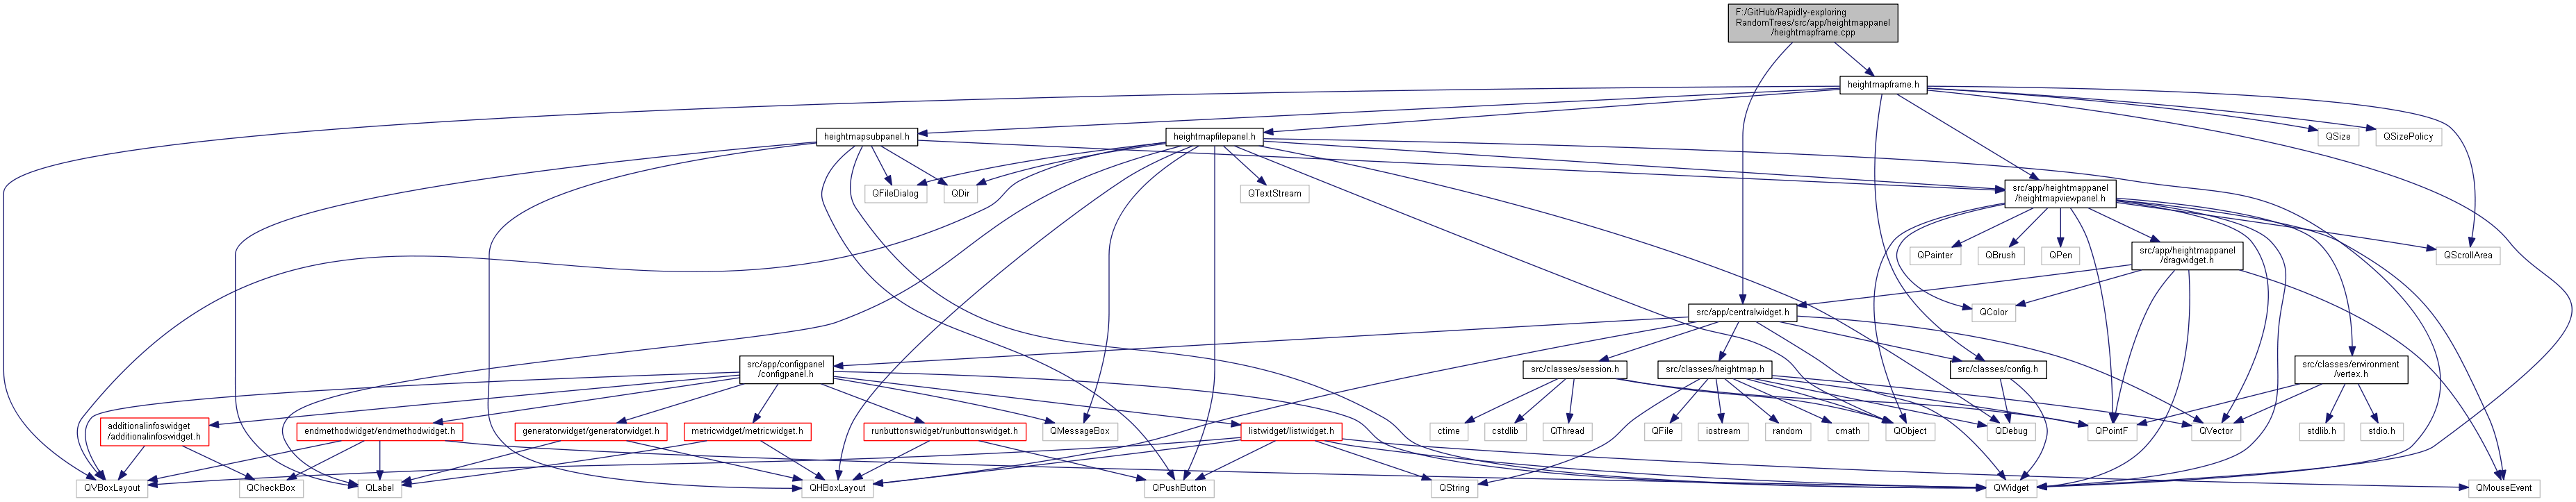 F:/GitHub/Rapidly-exploring
RandomTrees/src/app/heightmappanel
/heightmapframe.cpp
heightmapframe.h
heightmapsubpanel.h
heightmapfilepanel.h
QSize
QSizePolicy
QFileDialog
QDir
QTextStream
src/app/heightmappanel
/heightmapviewpanel.h
QPainter
QBrush
QPen
src/app/heightmappanel
/dragwidget.h
QScrollArea
QColor
src/app/centralwidget.h
src/app/configpanel
/configpanel.h
src/classes/session.h
src/classes/heightmap.h
src/classes/config.h
src/classes/environment
/vertex.h
additionalinfoswidget
/additionalinfoswidget.h
endmethodwidget/endmethodwidget.h
generatorwidget/generatorwidget.h
metricwidget/metricwidget.h
runbuttonswidget/runbuttonswidget.h
QMessageBox
listwidget/listwidget.h
ctime
cstdlib
QThread
QFile
iostream
random
cmath
QObject
QDebug
QPointF
QVector
stdlib.h
stdio.h
QVBoxLayout
QCheckBox
QLabel
QHBoxLayout
QPushButton
QString
QWidget
QMouseEvent